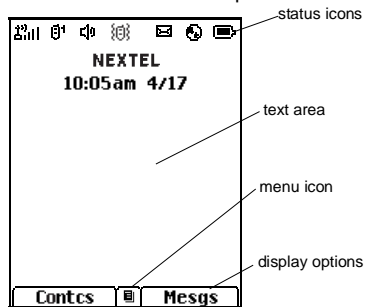 status icons
NEXTEL
10:05am 4/17
text area
menu icon
display options
Contcs Mesgs